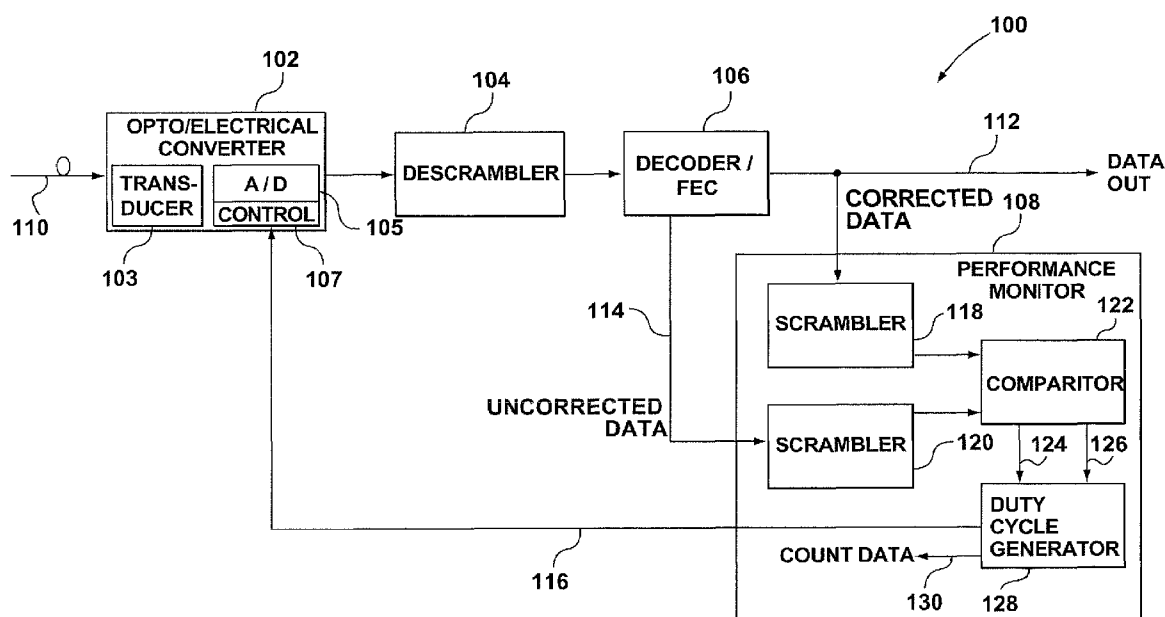 100
102
104
106
OPTO/ELECTRICAL
CONVERTER
TRANS-
DUCER
A / D
CONTROL
DESCRAMBLER
DECODER /
FEC
112
DATA
OUT
110
103
107
105
CORRECTED
DATA
108
PERFORMANCE
MONITOR
114
SCRAMBLER
118
122
COMPARITOR
UNCORRECTED
DATA
SCRAMBLER
120
124
126
DUTY
CYCLE
GENERATOR
116
COUNT DATA
130
128